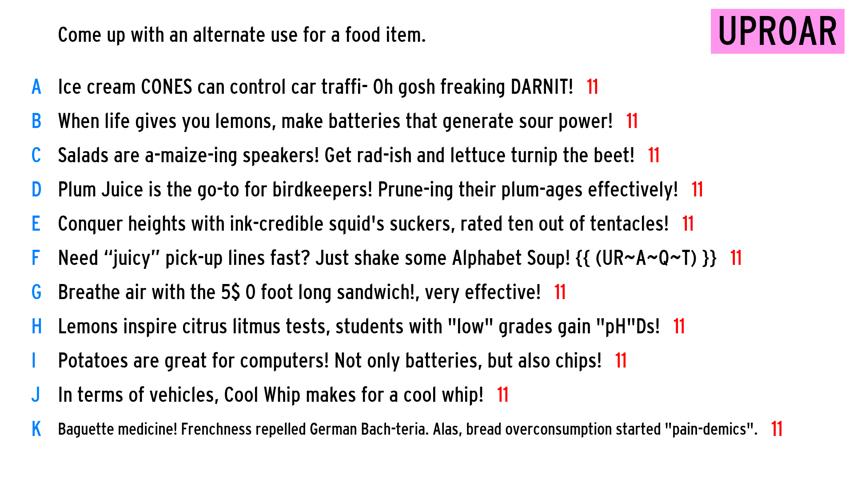 Come up with an alternate use for a food item.
UPROAR
A Ice cream CONES can control car traffi- Oh gosh freaking DARNIT! 11
B When life gives you lemons, make batteries that generate sour power! 11
C Salads are a-maize-ing speakers! Get rad-ish and lettuce turnip the beet! 11
D Plum Juice is the go-to for birdkeepers! Prune-ing their plum-ages effectively! 11
E Conquer heights with ink-credible squid's suckers, rated ten out of tentacles! 11
F Need “juicy” pick-up lines fast? Just shake some Alphabet Soup! {{ (UR~A~Q~T) }} 11
G Breathe air with the 5$ 0 foot long sandwich!, very effective! 11
H Lemons inspire citrus litmus tests, students with "low" grades gain "pH"Ds! 11
I Potatoes are great for computers! Not only batteries, but also chips! 11
J In terms of vehicles, Cool Whip makes for a cool whip! 11
K Baguette medicine! Frenchness repelled German Bach-teria. Alas, bread overconsumption started "pain-demics". 11